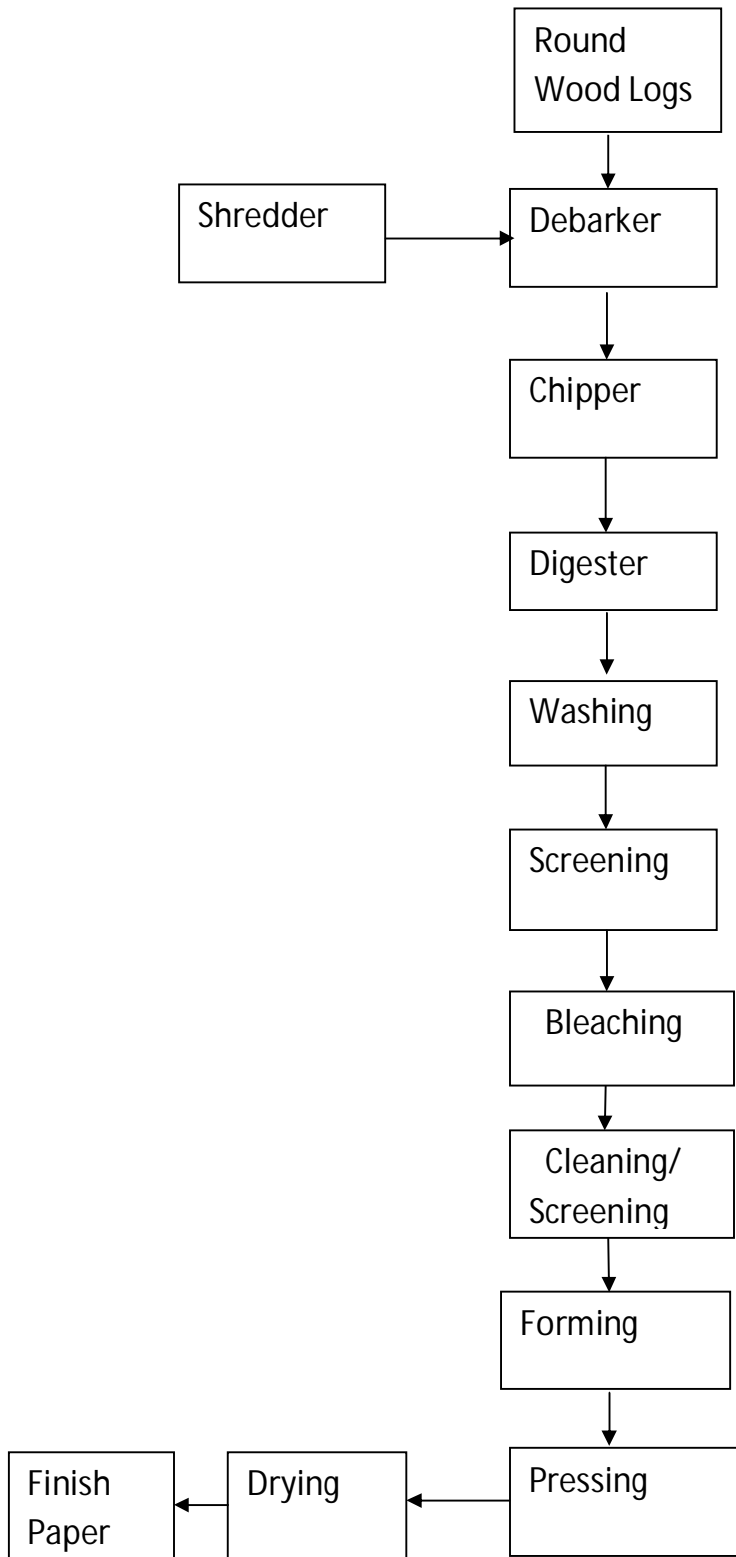 Round
Wood Logs
Shredder
Debarker
Chipper
Digester
Washing
Screening
Bleaching
Cleaning/
Screening
Forming
Finish
Paper
Drying
Pressing